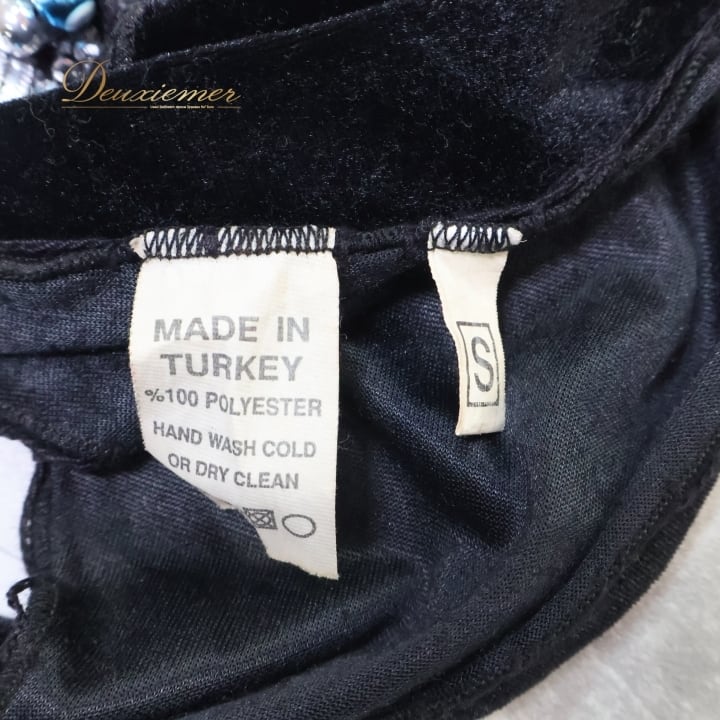 Deuxiemer
MADE IN
TURKEY
%100 POLYESTER
HAND WASH COLD
OR DRY CLEAN
S